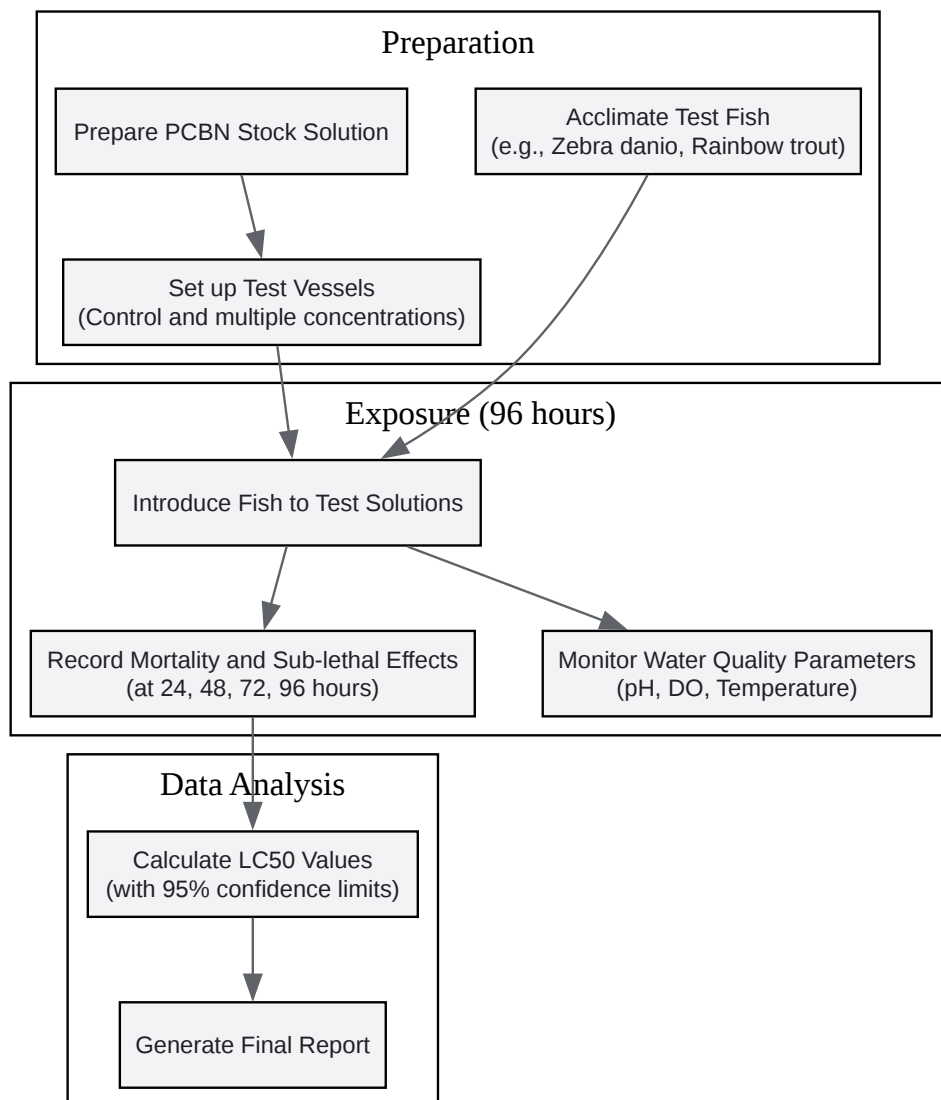 Preparation
Prepare PCBN Stock Solution
Acclimate Test Fish
(e.g., Zebra danio, Rainbow trout)
Set up Test Vessels
(Control and multiple concentrations)
Exposure (96 hours)
Introduce Fish to Test Solutions
Record Mortality and Sub-lethal Effects
(at 24, 48, 72, 96 hours)
Monitor Water Quality Parameters
(pH, DO, Temperature)
Data Analysis
Calculate LC50 Values
(with 95% confidence limits)
Generate Final Report